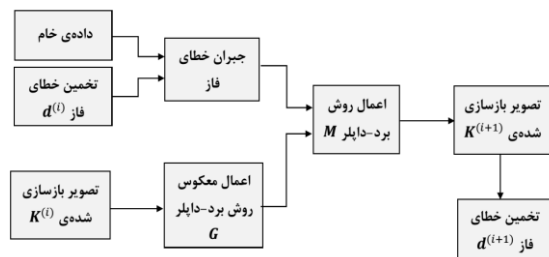 داده‌ی خام
تخمین خطای
فاز d^(i)
جبران خطای
فاز
اعمال روش
برد-داپلر M
تصویر بازسازی
شده‌ی K^(i+1)
تصویر بازسازی
شده‌ی K^(i)
اعمال معکوس
روش برد-داپلر
G
تخمین خطای
فاز d^(i+1)